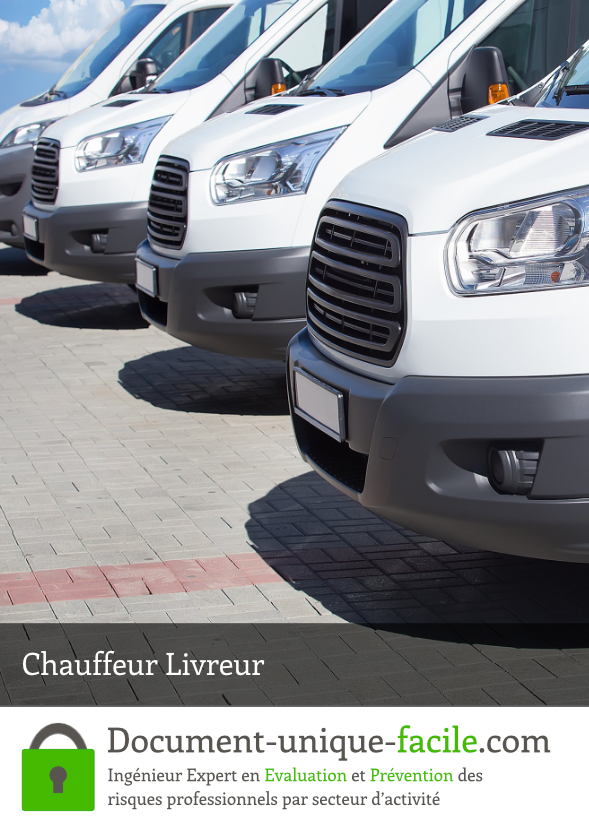 Chauffeur Livreur
Document-unique-facile.com
Ingénieur Expert en Evaluation et Prévention des
risques professionnels par secteur d’activité